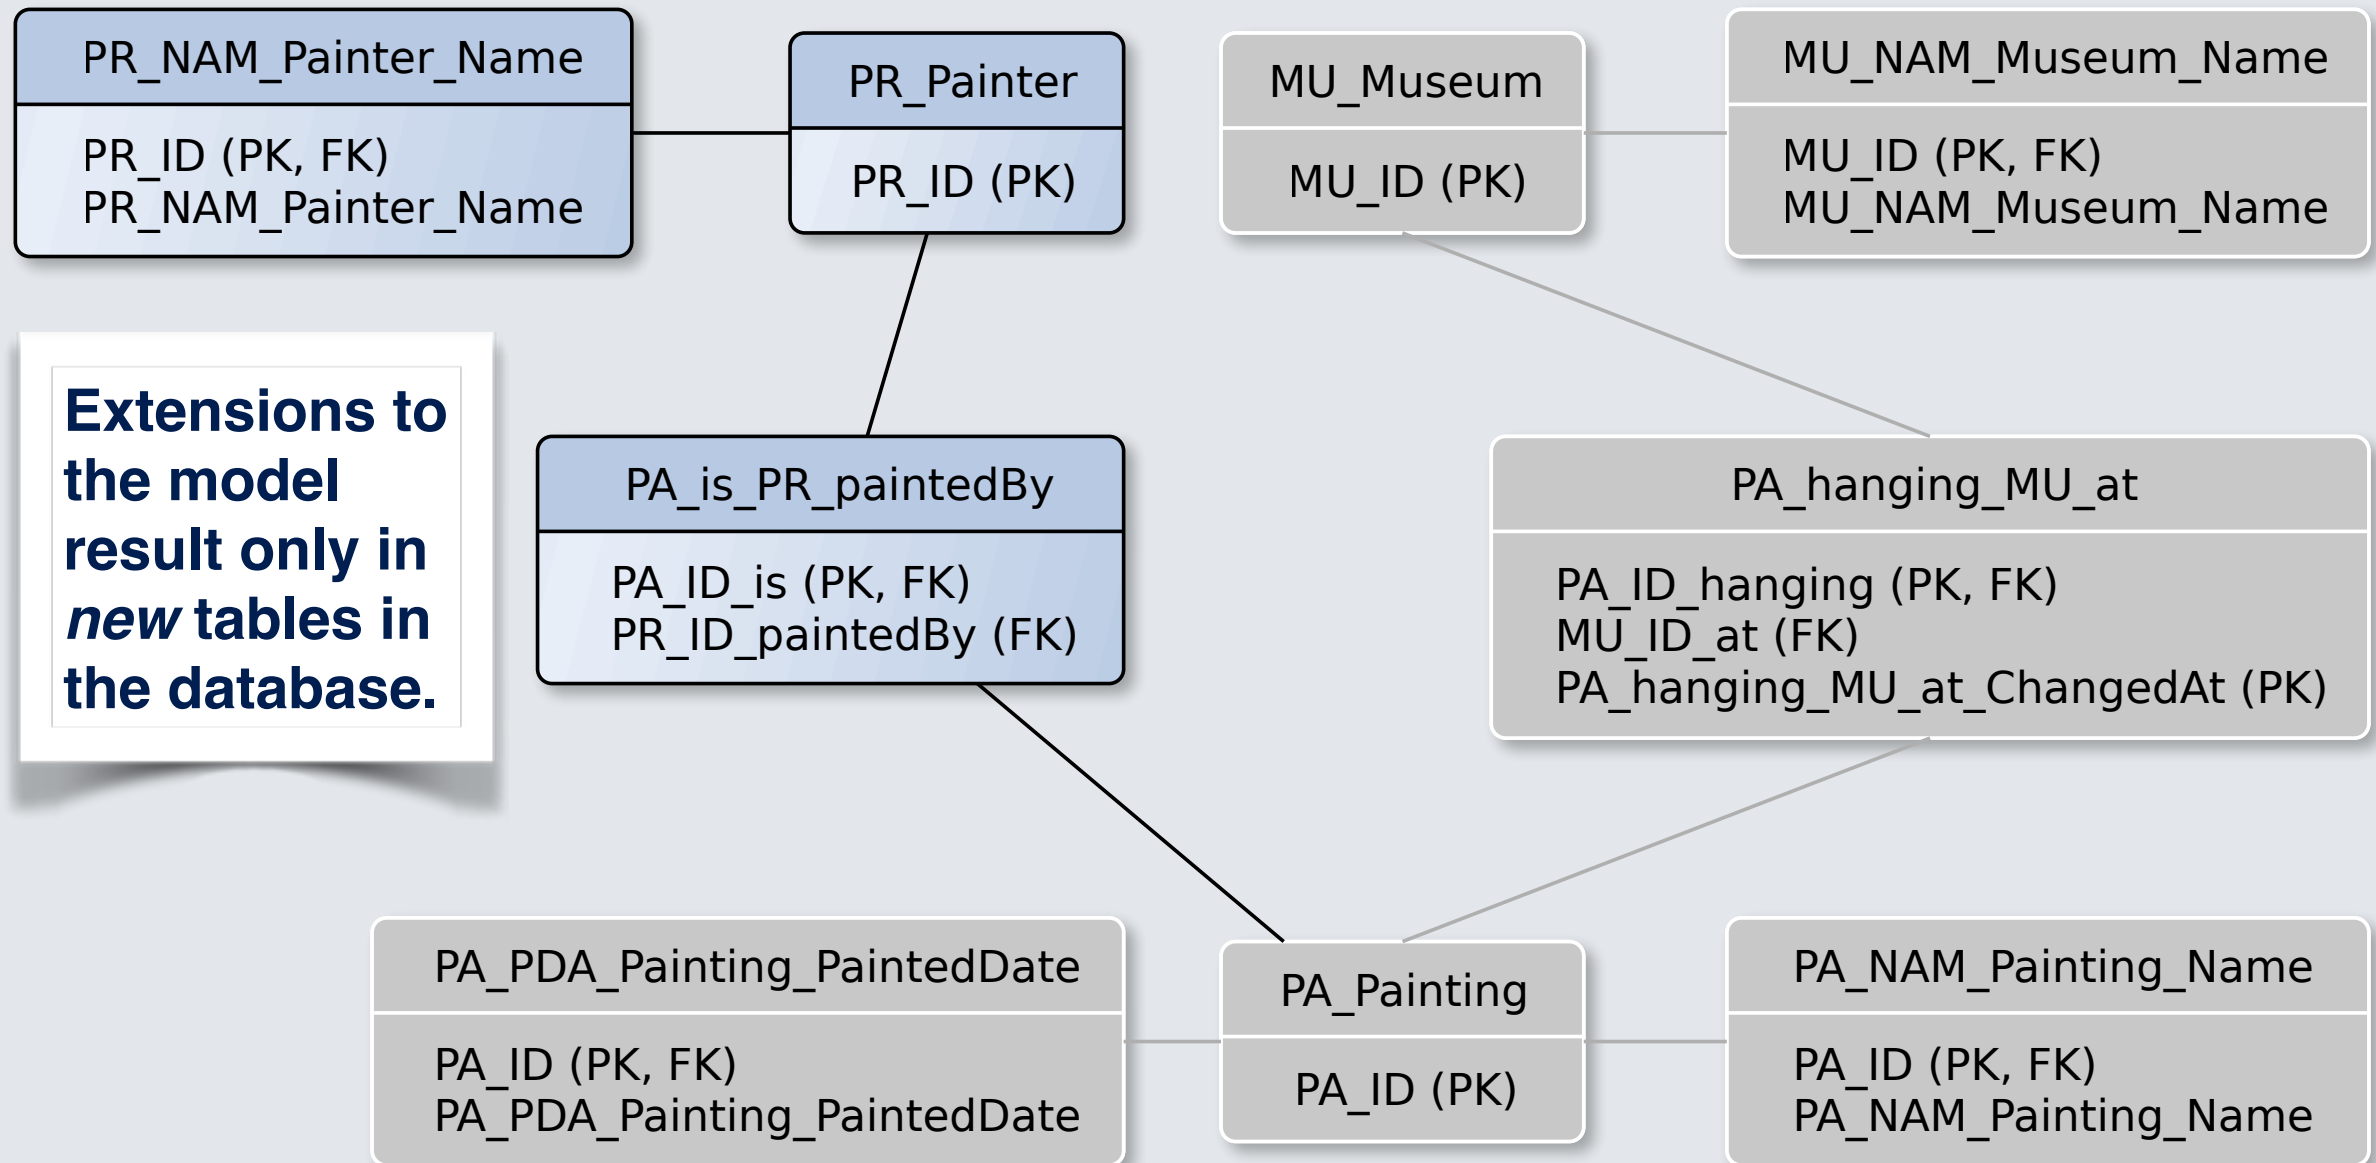 PR_NAM_Painter_Name
PR_ID (PK, FK)
PR_NAM_Painter_Name
PR_Painter
PR_ID (PK)
MU_Museum
MU_ID (PK)
MU_NAM_Museum_Name
MU_ID (PK, FK)
MU_NAM_Museum_Name
Extensions to
the model
result only in
new tables in
the database.
PA_is_PR_paintedBy
PA_ID_is (PK, FK)
PR_ID_paintedBy (FK)
PA_hanging_MU_at
PA_ID_hanging (PK, FK)
MU_ID_at (FK)
PA_hanging_MU_at_ChangedAt (PK)
PA_PDA_Painting_PaintedDate
PA_ID (PK, FK)
PA_PDA_Painting_PaintedDate
PA_Painting
PA_ID (PK)
PA_NAM_Painting_Name
PA_ID (PK, FK)
PA_NAM_Painting_Name